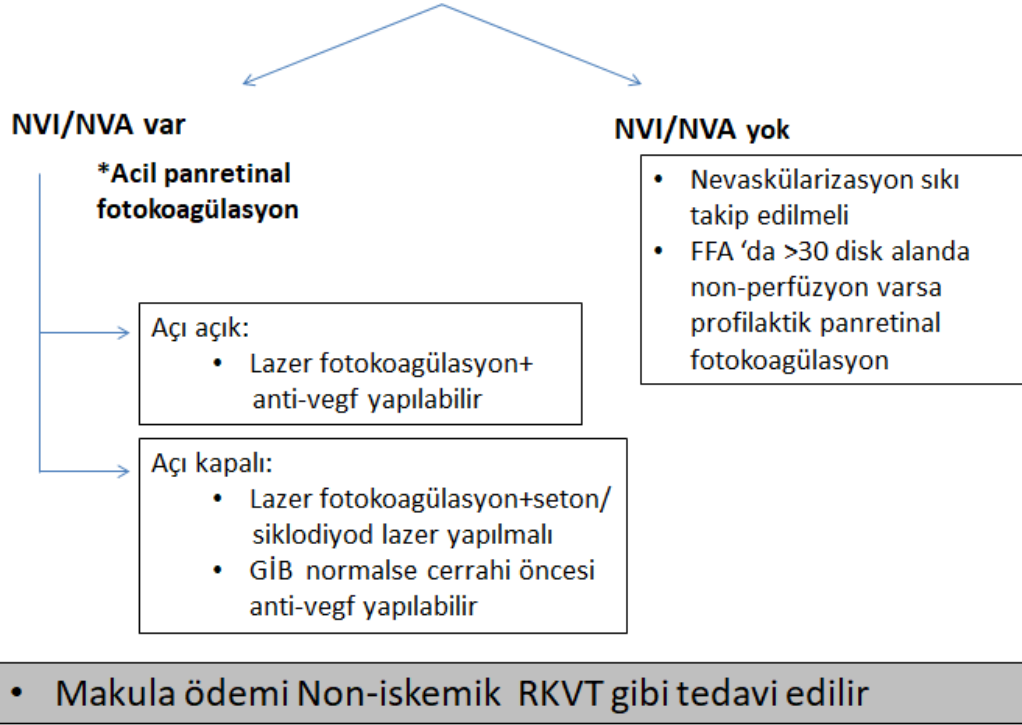 NVI/NVA var
*Acil panretinal
fotokoagülasyon
Açı açık:
• Lazer fotokoagülasyon+
anti-vegf yapılabilir
Açı kapalı:
• Lazer fotokoagülasyon+seton/
siklodiyod lazer yapılmalı
• GİB normalse cerrahi öncesi
anti-vegf yapılabilir
NVI/NVA yok
• Nevaskülarizasyon sıkı
takip edilmeli
• FFA ‘da >30 disk alanda
non-perfüzyon varsa
profilaktik panretinal
fotokoagülasyon
• Makula ödemi Non-iskemik RKVT gibi tedavi edilir